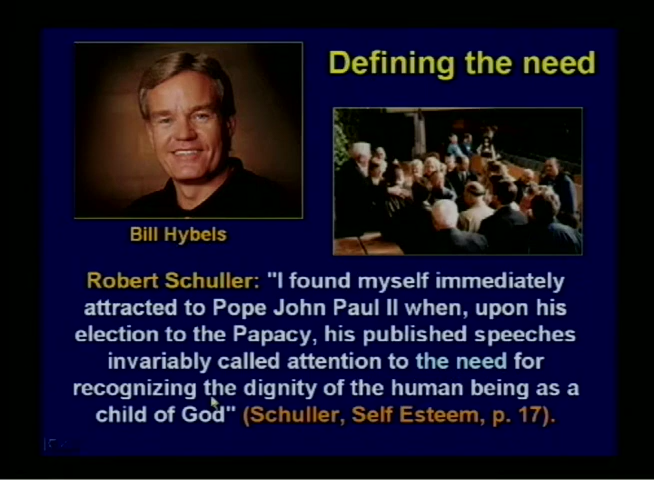 Defining the need
Bill Hybels
Robert Schuller: "I found myself immediately
attracted to Pope John Paul II when, upon his
election to the Papacy, his published speeches
invariably called attention to the need for
recognizing the dignity of the human being as a
child of God" (Schuller, Self Esteem, p. 17).